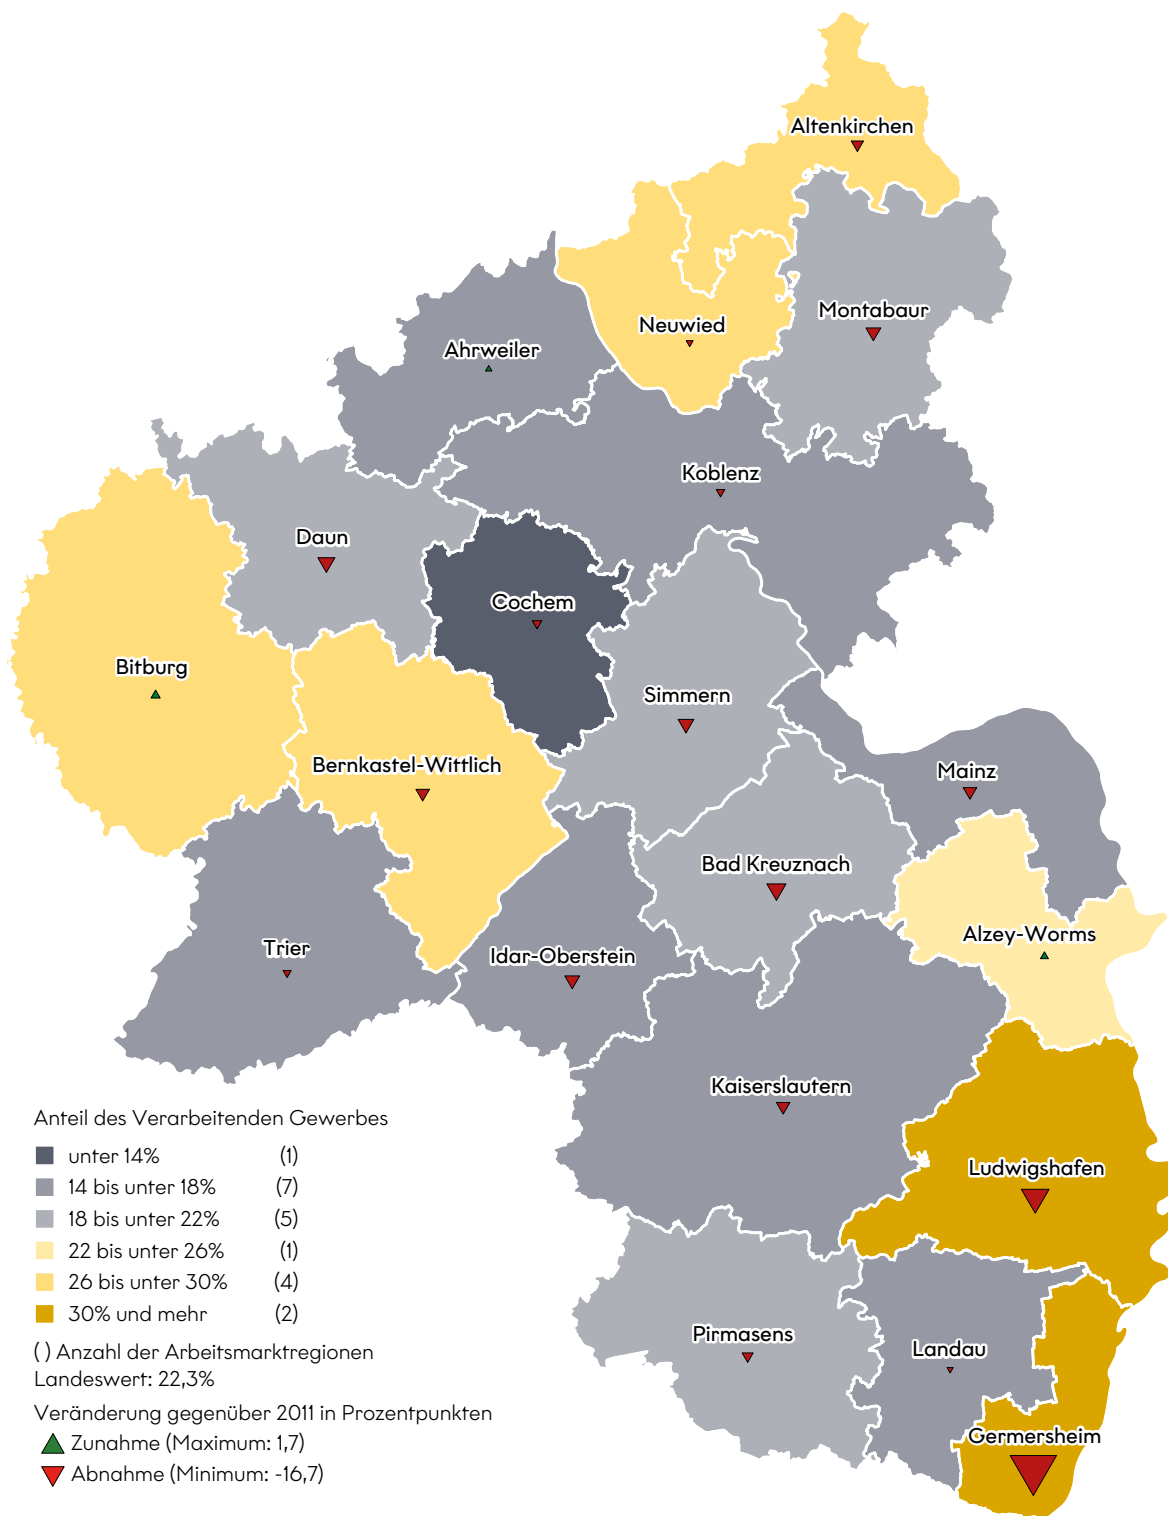 Altenkirchen
Montabaur
Neuwied
Ahrweiler
Koblenz
Daun
Cochem
Bitburg
Simmern
Bernkastel-Wittlich
Mainz
Bad Kreuznach
Alzey-Worms
Trier
Idar-Oberstein
Kaiserslautern
Ludwigshafen
Pirmasens
Landau
Germersheim
Anteil des Verarbeitenden Gewerbes
unter 14% (1)
14 bis unter 18% (7)
18 bis unter 22% (5)
22 bis unter 26% (1)
26 bis unter 30% (4)
30% und mehr (2)
( ) Anzahl der Arbeitsmarktregionen
Landeswert: 22,3%
Veränderung gegenüber 2011 in Prozentpunkten
Zunahme (Maximum: 1,7)
Abnahme (Minimum: -16,7)